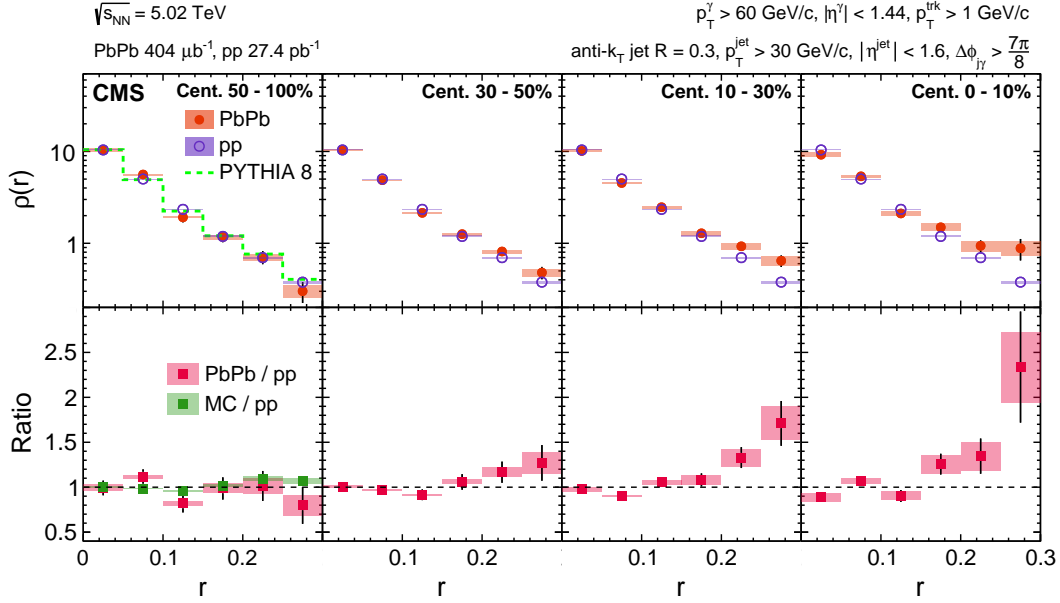 √s_NN = 5.02 TeV
p_T^γ > 60 GeV/c, |η^γ| < 1.44, p_T^trk > 1 GeV/c
PbPb 404 μb⁻¹, pp 27.4 pb⁻¹
anti-k_T jet R = 0.3, p_T^jet > 30 GeV/c, |η^jet| < 1.6, Δϕ_jγ > 7π/8
CMS Cent. 50 - 100% Cent. 30 - 50% Cent. 10 - 30% Cent. 0 - 10%
PbPb
pp
PYTHIA 8
10
1
ρ(r)
PbPb / pp
MC / pp
2.5
2
1.5
1
0.5
Ratio
0 0.1 0.2 0.1 0.2 0.1 0.2 0.1 0.2 0.3
r r r r